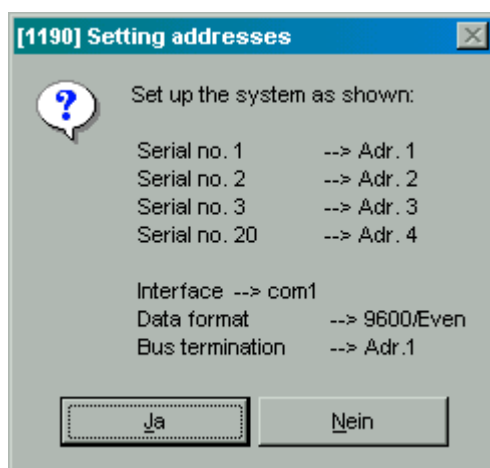 [1190] Setting addresses
Set up the system as shown:
Serial no. 1 --> Adr. 1
Serial no. 2 --> Adr. 2
Serial no. 3 --> Adr. 3
Serial no. 20 --> Adr. 4
Interface --> com1
Data format --> 9600/Even
Bus termination --> Adr.1
Ja Nein